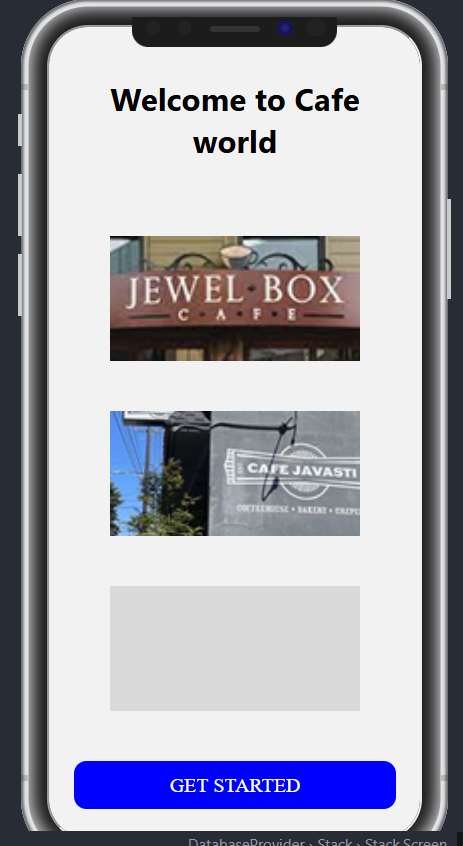 Welcome to Cafe
world
JEWEL BOX
CAFE
CAFE JAVASTI
COFFEEHOUSE • BAKERY • CREPE
GET STARTED
DatabaseProvider › Stack › Stack.Screen